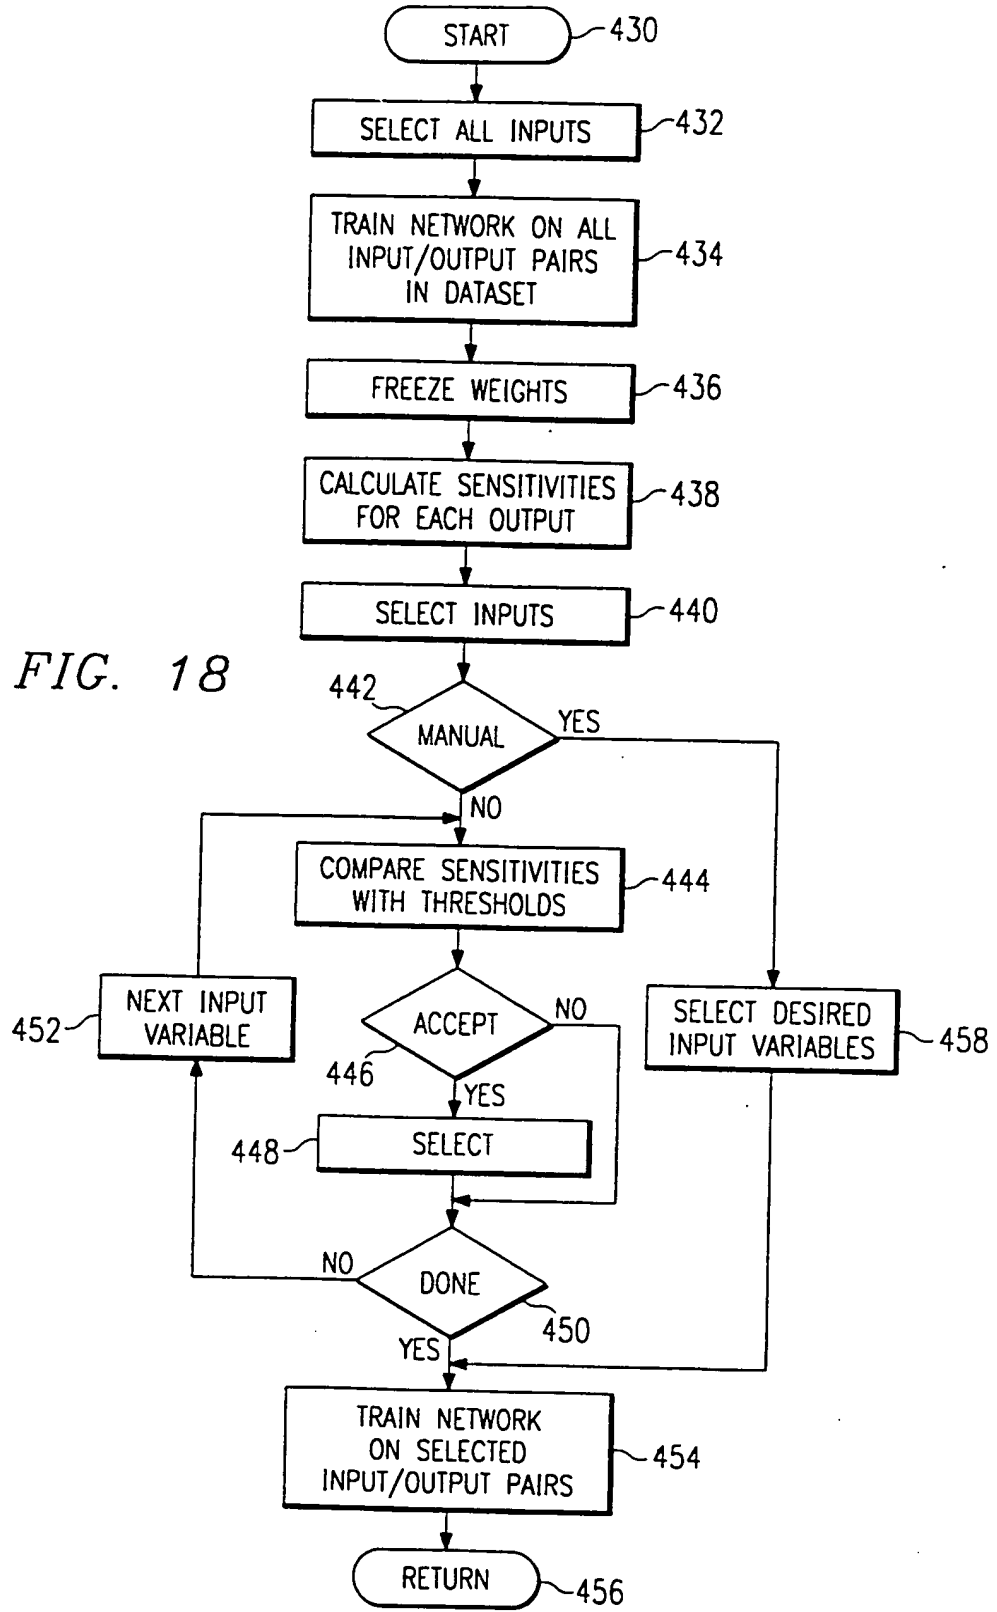 START
430
SELECT ALL INPUTS
432
TRAIN NETWORK ON ALL
INPUT/OUTPUT PAIRS
IN DATASET
434
FREEZE WEIGHTS
436
CALCULATE SENSITIVITIES
FOR EACH OUTPUT
438
SELECT INPUTS
440
FIG. 18
442
MANUAL
YES
NO
COMPARE SENSITIVITIES
WITH THRESHOLDS
444
NEXT INPUT
VARIABLE
452
ACCEPT
NO
446
YES
SELECT DESIRED
INPUT VARIABLES
458
448
SELECT
NO
DONE
450
YES
TRAIN NETWORK
ON SELECTED
INPUT/OUTPUT PAIRS
454
RETURN
456